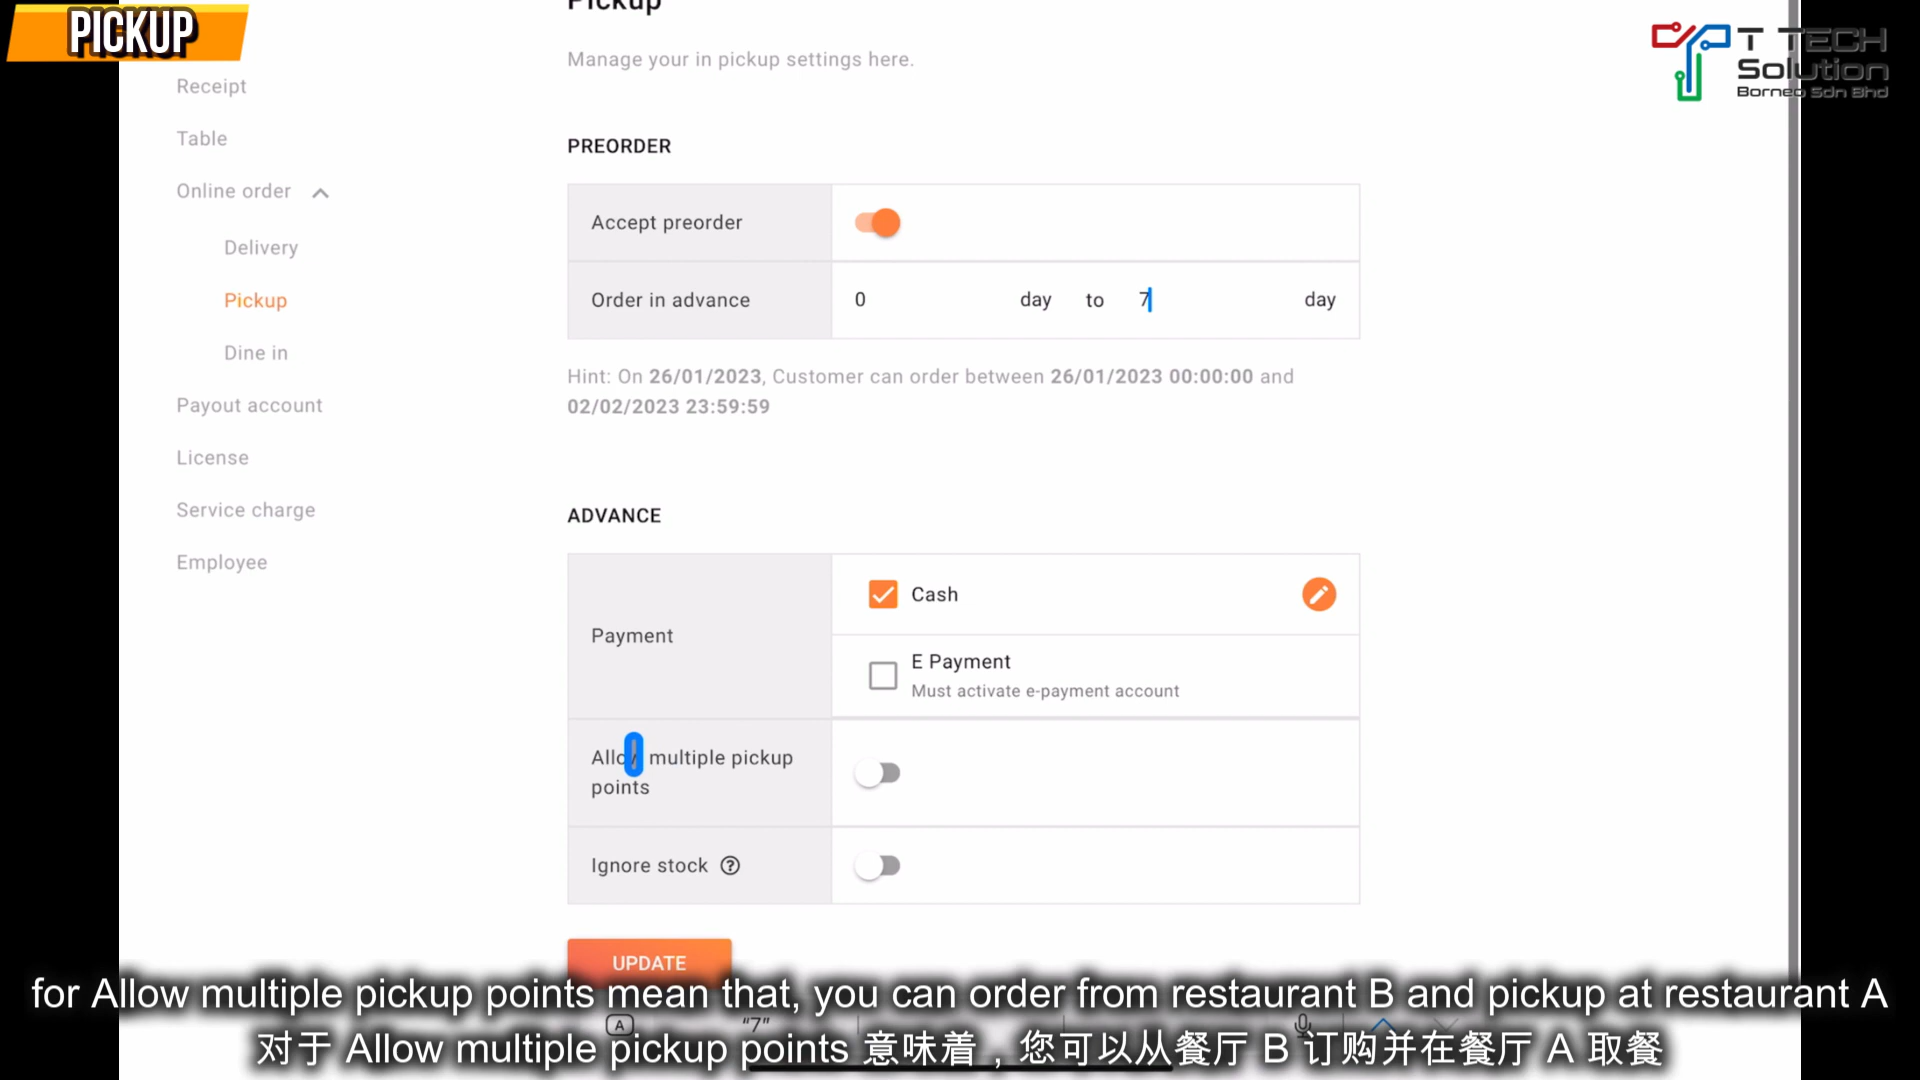 PICKUP
Pickup
T TECH
Solution
Borneo Sdn Bhd
Manage your in pickup settings here.
Receipt
Table
Online order
Delivery
Pickup
Dine in
Payout account
License
Service charge
Employee
PREORDER
Accept preorder
Order in advance 0 day to 7 day
Hint: On 26/01/2023, Customer can order between 26/01/2023 00:00:00 and
02/02/2023 23:59:59
ADVANCE
Payment
Cash
E Payment
Must activate e-payment account
Allow multiple pickup
points
Ignore stock ?
UPDATE
for Allow multiple pickup points mean that, you can order from restaurant B and pickup at restaurant A
A "7"
对于 Allow multiple pickup points 意味着，您可以从餐厅 B 订购并在餐厅 A 取餐